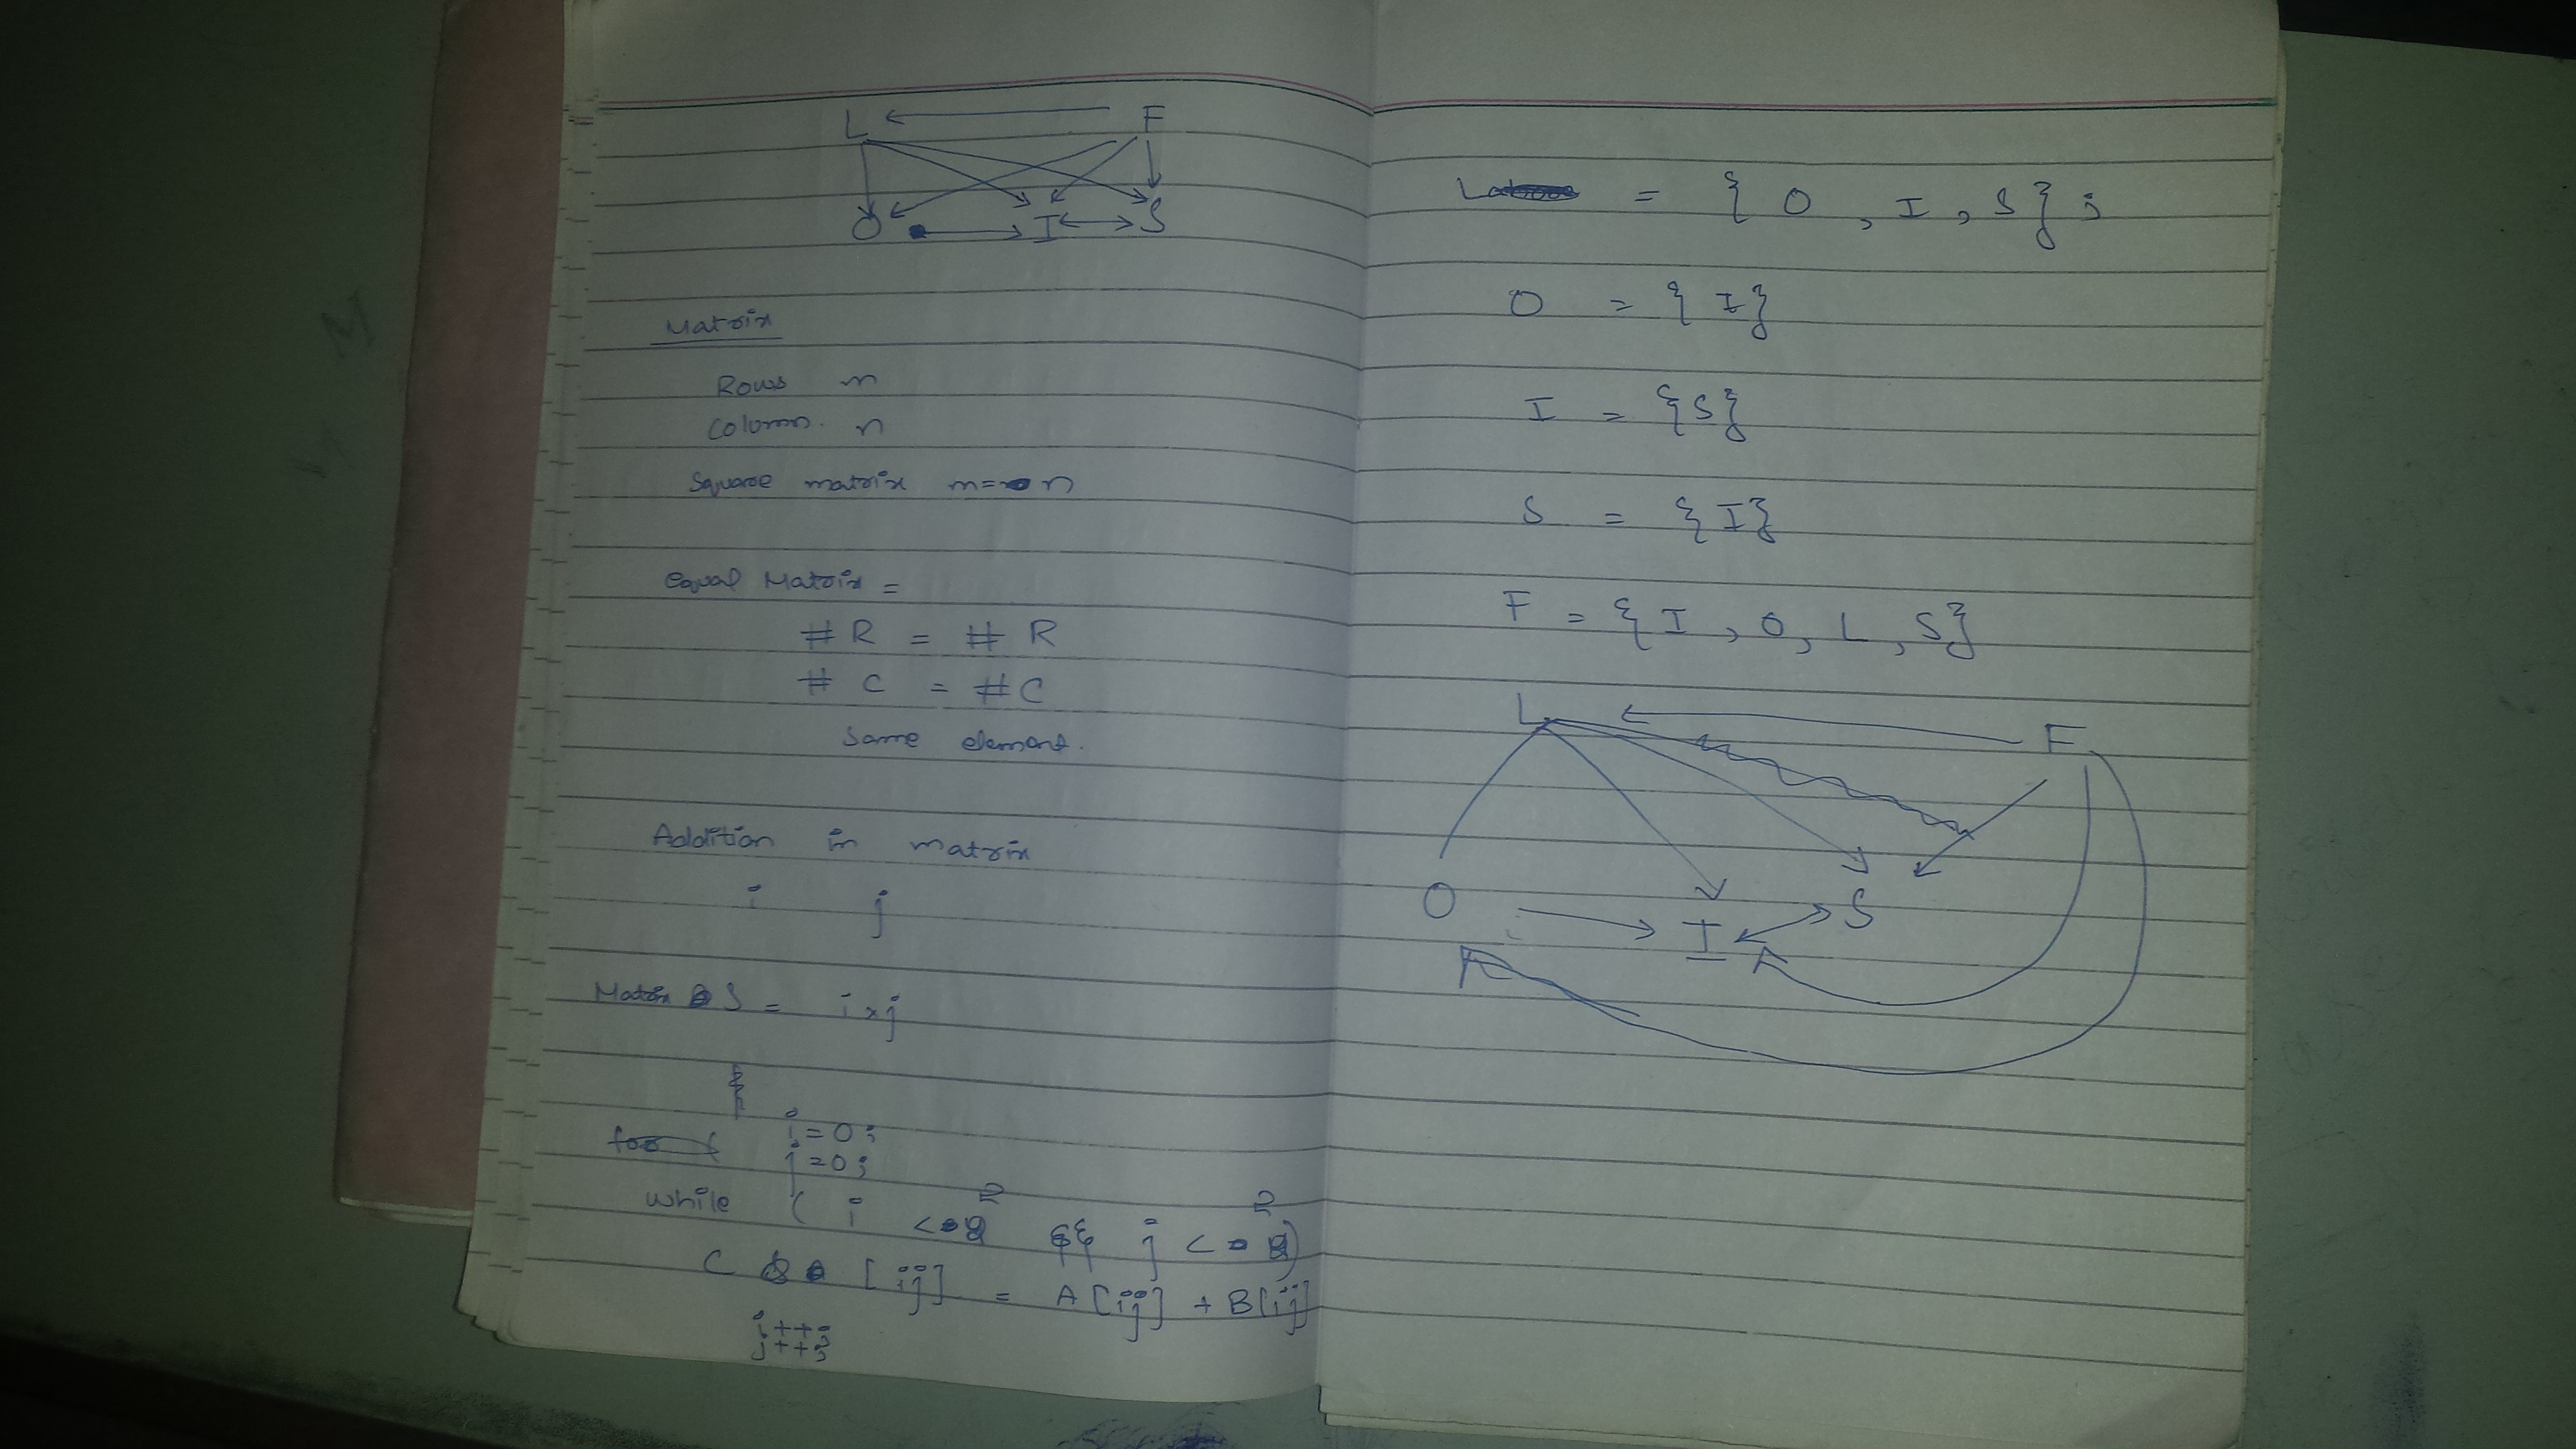 L F
O I S
Matrix
Rows m
Column. n
Square matrix m = n
equal Matrix =
# R = # R
# C = # C
Same element.
Addition in matrix
i j
Matrix S = i x j
i = 0 ;
j = 0 ;
while ( i < 2 && j < 2 )
C [ij] = A [ij] + B [ij]
i++;
j++;
L = { O , I , S } ;
O = { I }
I = { S }
S = { I }
F = { I , O , L , S }
L F
O I S